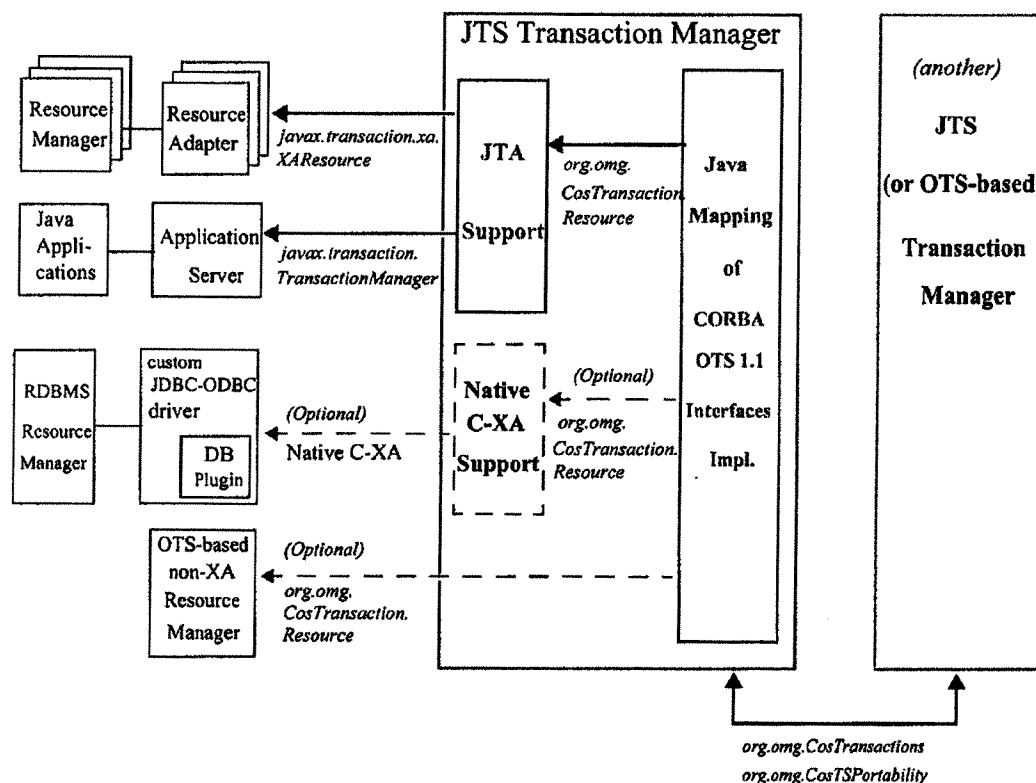 JTS Transaction Manager
Resource
Manager
Resource
Adapter
javax.transaction.xa.
XAResource
JTA
Support
org.omg.
CosTransaction.
Resource
Java
Mapping
of
CORBA
OTS 1.1
Interfaces
Impl.
(another)
JTS
(or OTS-based
Transaction
Manager
Java
Appli-
cations
Application
Server
javax.transaction.
TransactionManager
RDBMS
Resource
Manager
custom
JDBC-ODBC
driver
DB
Plugin
(Optional)
Native C-XA
Native
C-XA
Support
(Optional)
org.omg.
CosTransaction.
Resource
OTS-based
non-XA
Resource
Manager
(Optional)
org.omg,
CosTransaction.
Resource
org.omg.CosTransactions
org.omg.CosTSPortability